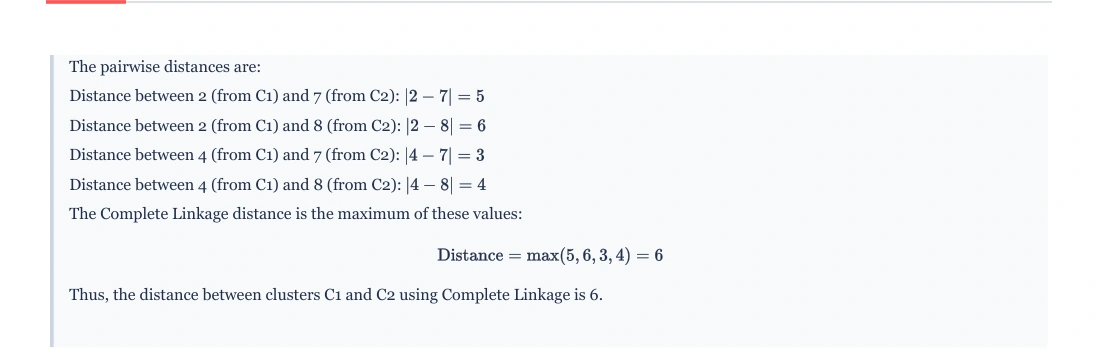 The pairwise distances are:
Distance between 2 (from C1) and 7 (from C2): |2 − 7| = 5
Distance between 2 (from C1) and 8 (from C2): |2 − 8| = 6
Distance between 4 (from C1) and 7 (from C2): |4 − 7| = 3
Distance between 4 (from C1) and 8 (from C2): |4 − 8| = 4
The Complete Linkage distance is the maximum of these values:
Distance = max(5, 6, 3, 4) = 6
Thus, the distance between clusters C1 and C2 using Complete Linkage is 6.